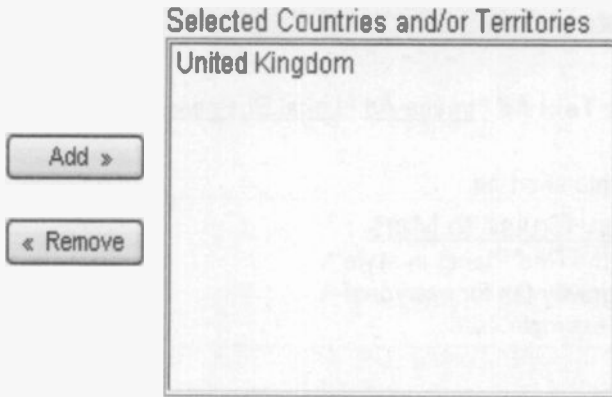 Selected Countries and/or Territories
United Kingdom
Add »
« Remove